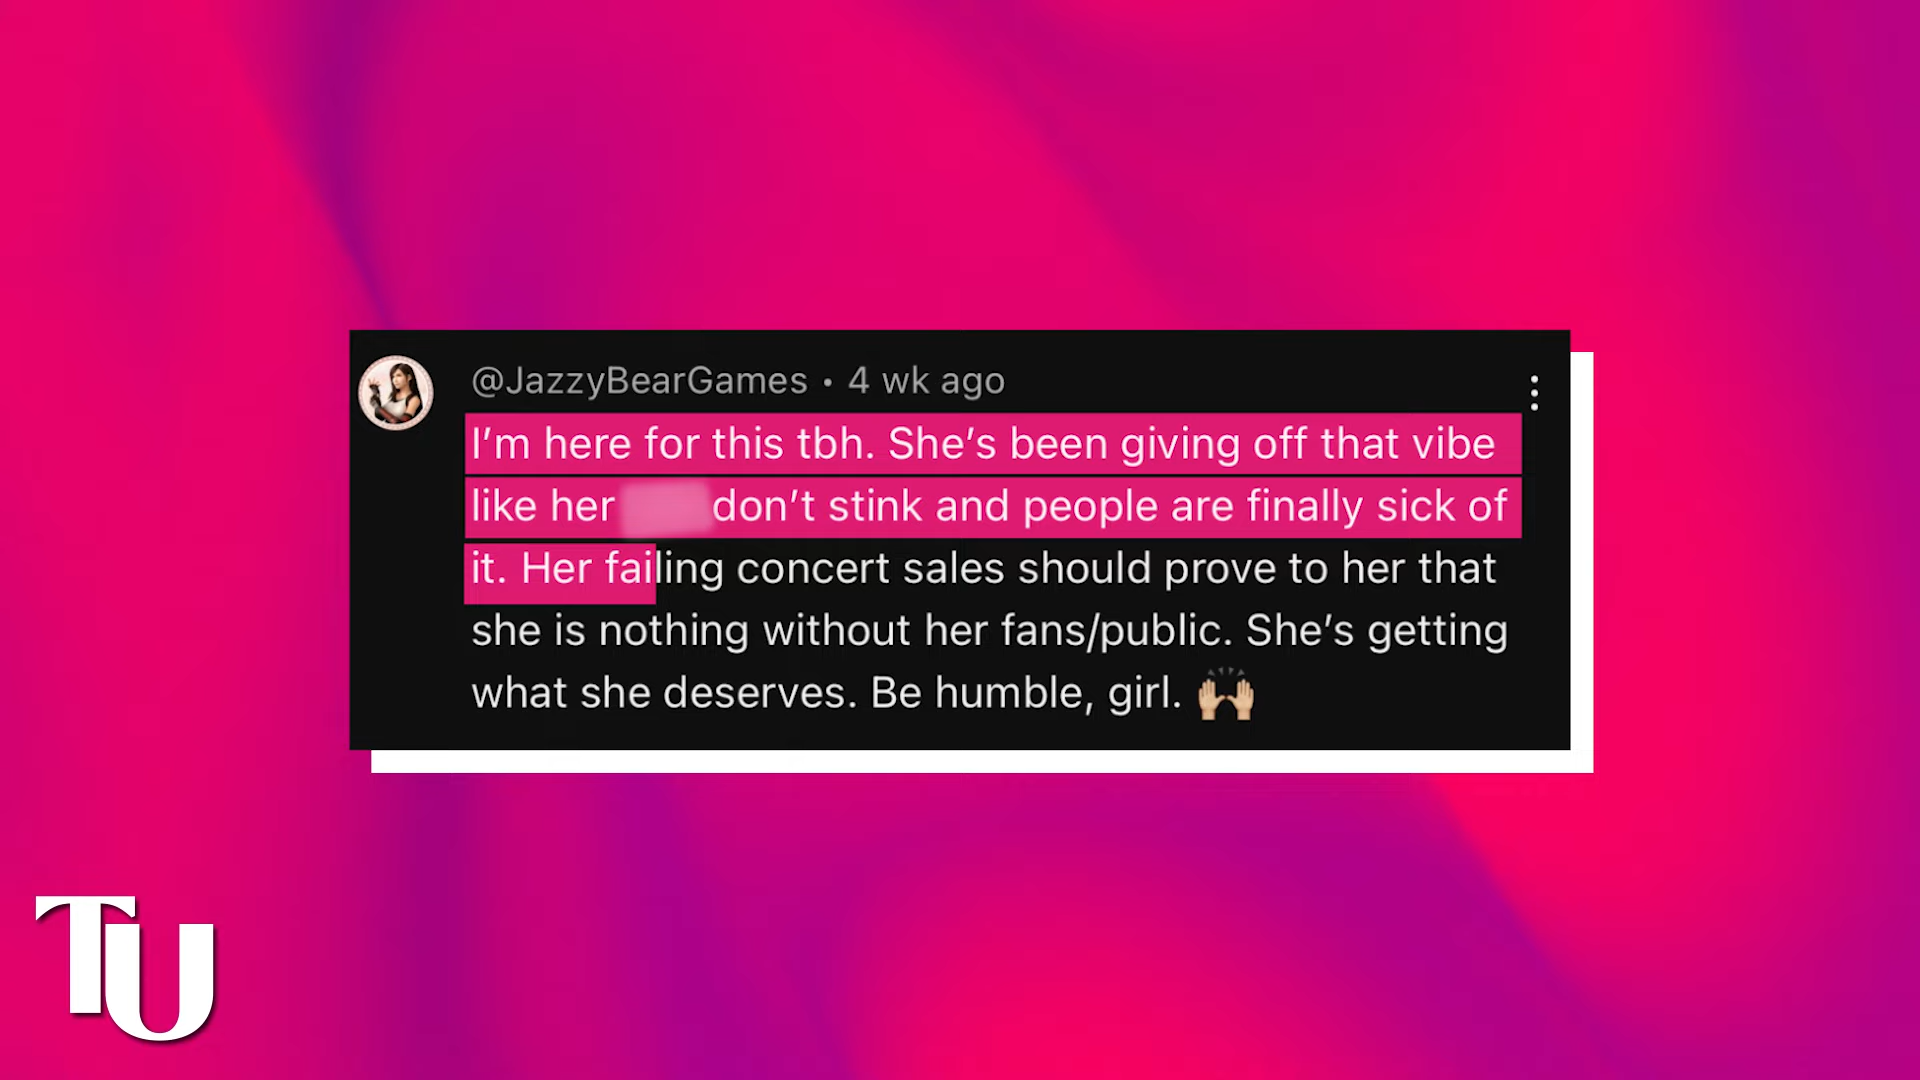 @JazzyBearGames • 4 wk ago
I'm here for this tbh. She's been giving off that vibe
like her don't stink and people are finally sick of
it. Her failing concert sales should prove to her that
she is nothing without her fans/public. She's getting
what she deserves. Be humble, girl. 🙌🏼
TU